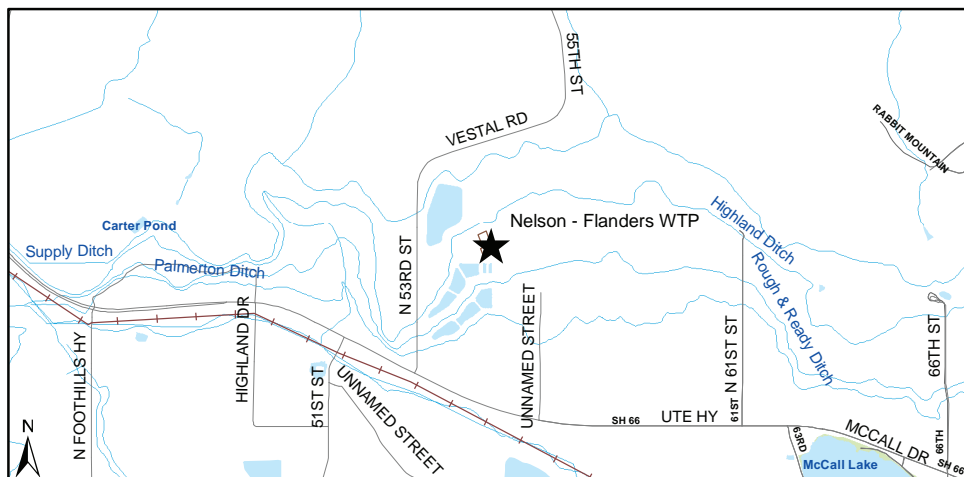 55TH ST
VESTAL RD
RABBIT MOUNTAIN
Carter Pond
Nelson - Flanders WTP
Highland Ditch
Supply Ditch
Palmerton Ditch
N 53RD ST
Rough & Ready Ditch
N FOOTHILLS HY
HIGHLAND DR
51ST ST
UNNAMED STREET
UNNAMED STREET
N 61ST ST
61ST
66TH ST
SH 66
UTE HY
63RD
MCCALL DR
66TH
SH 66
McCall Lake
N